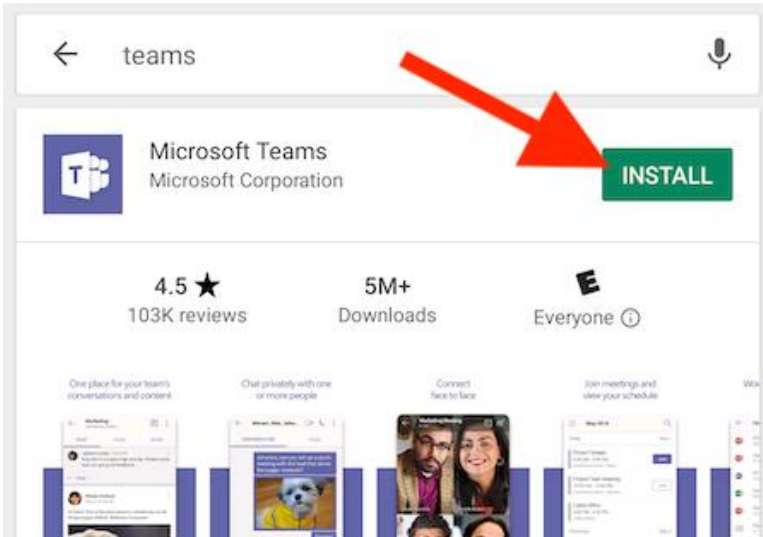 teams
T
Microsoft Teams
Microsoft Corporation
INSTALL
4.5 ★
103K reviews
5M+
Downloads
E
Everyone
One place for your team's
conversations and content
Chat privately with one
or more people
Connect
face to face
Join meetings and
view your schedule